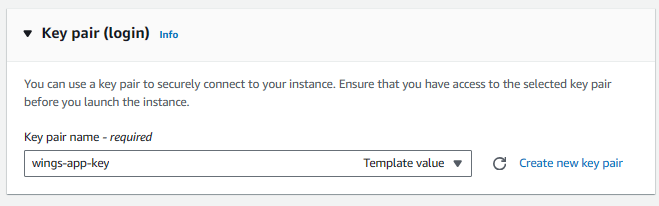 Key pair (login) Info
You can use a key pair to securely connect to your instance. Ensure that you have access to the selected key pair
before you launch the instance.
Key pair name - required
wings-app-key Template value Create new key pair